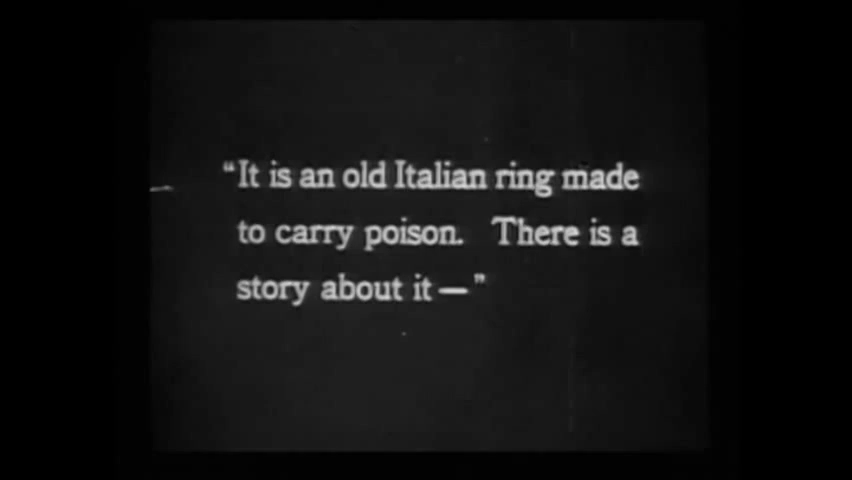 “It is an old Italian ring made
to carry poison. There is a
story about it—”